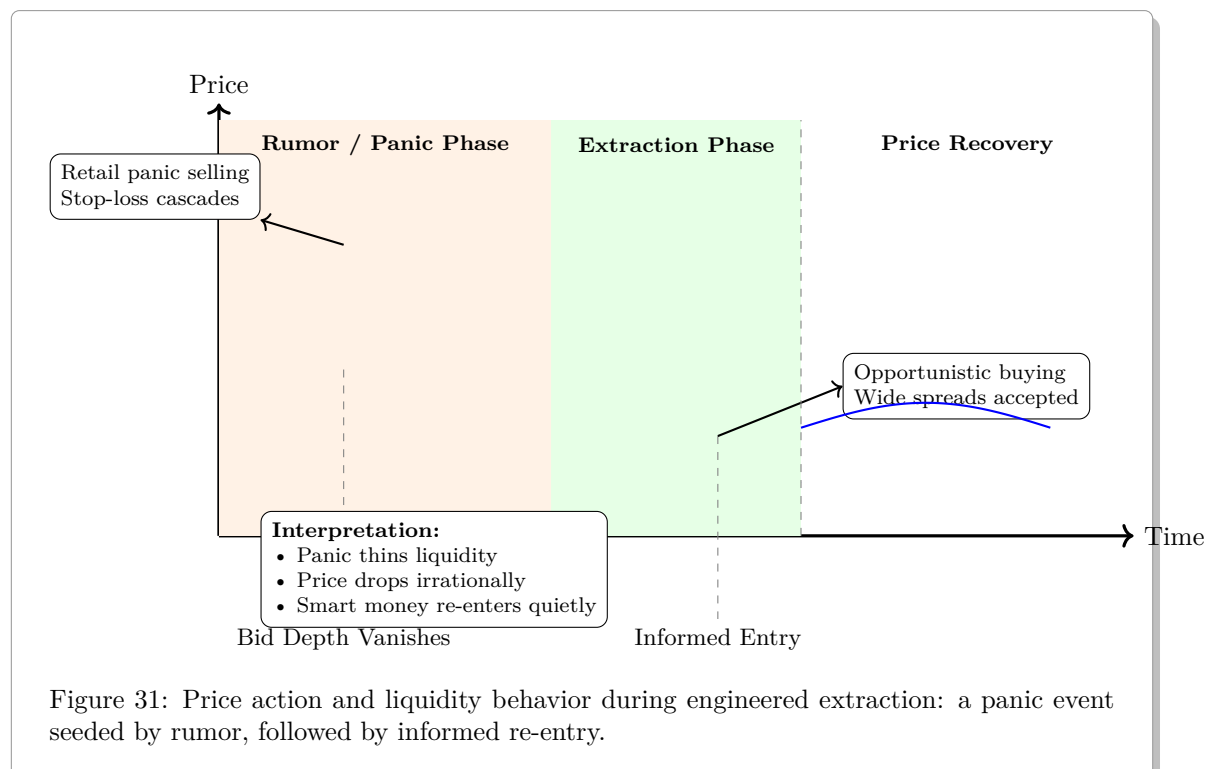 Price
Rumor / Panic Phase
Extraction Phase
Price Recovery
Retail panic selling
Stop-loss cascades
Opportunistic buying
Wide spreads accepted
Time
Interpretation:
• Panic thins liquidity
• Price drops irrationally
• Smart money re-enters quietly
Bid Depth Vanishes
Informed Entry
Figure 31: Price action and liquidity behavior during engineered extraction: a panic event
seeded by rumor, followed by informed re-entry.